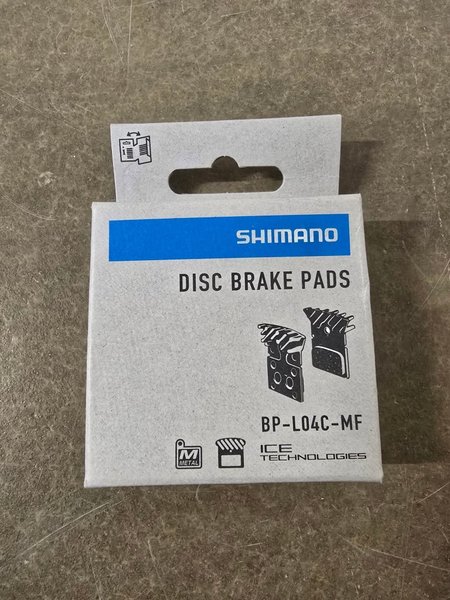 SHIMANO
DISC BRAKE PADS
BP-L04C-MF
M
METAL
ICE
TECHNOLOGIES